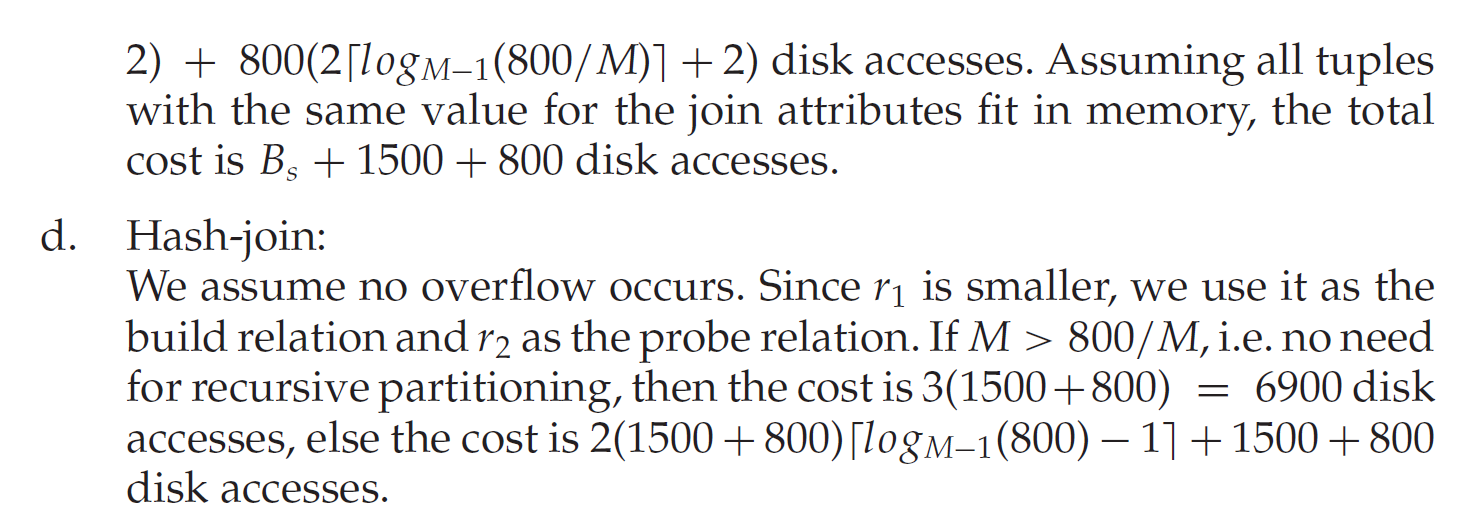 2) + 800(2⌈log_{M−1}(800/M)⌉ + 2) disk accesses. Assuming all tuples
with the same value for the join attributes fit in memory, the total
cost is B_s + 1500 + 800 disk accesses.
d. Hash-join:
We assume no overflow occurs. Since r_1 is smaller, we use it as the
build relation and r_2 as the probe relation. If M > 800/M, i.e. no need
for recursive partitioning, then the cost is 3(1500+800) = 6900 disk
accesses, else the cost is 2(1500 + 800)⌈log_{M−1}(800) − 1⌉ + 1500 + 800
disk accesses.